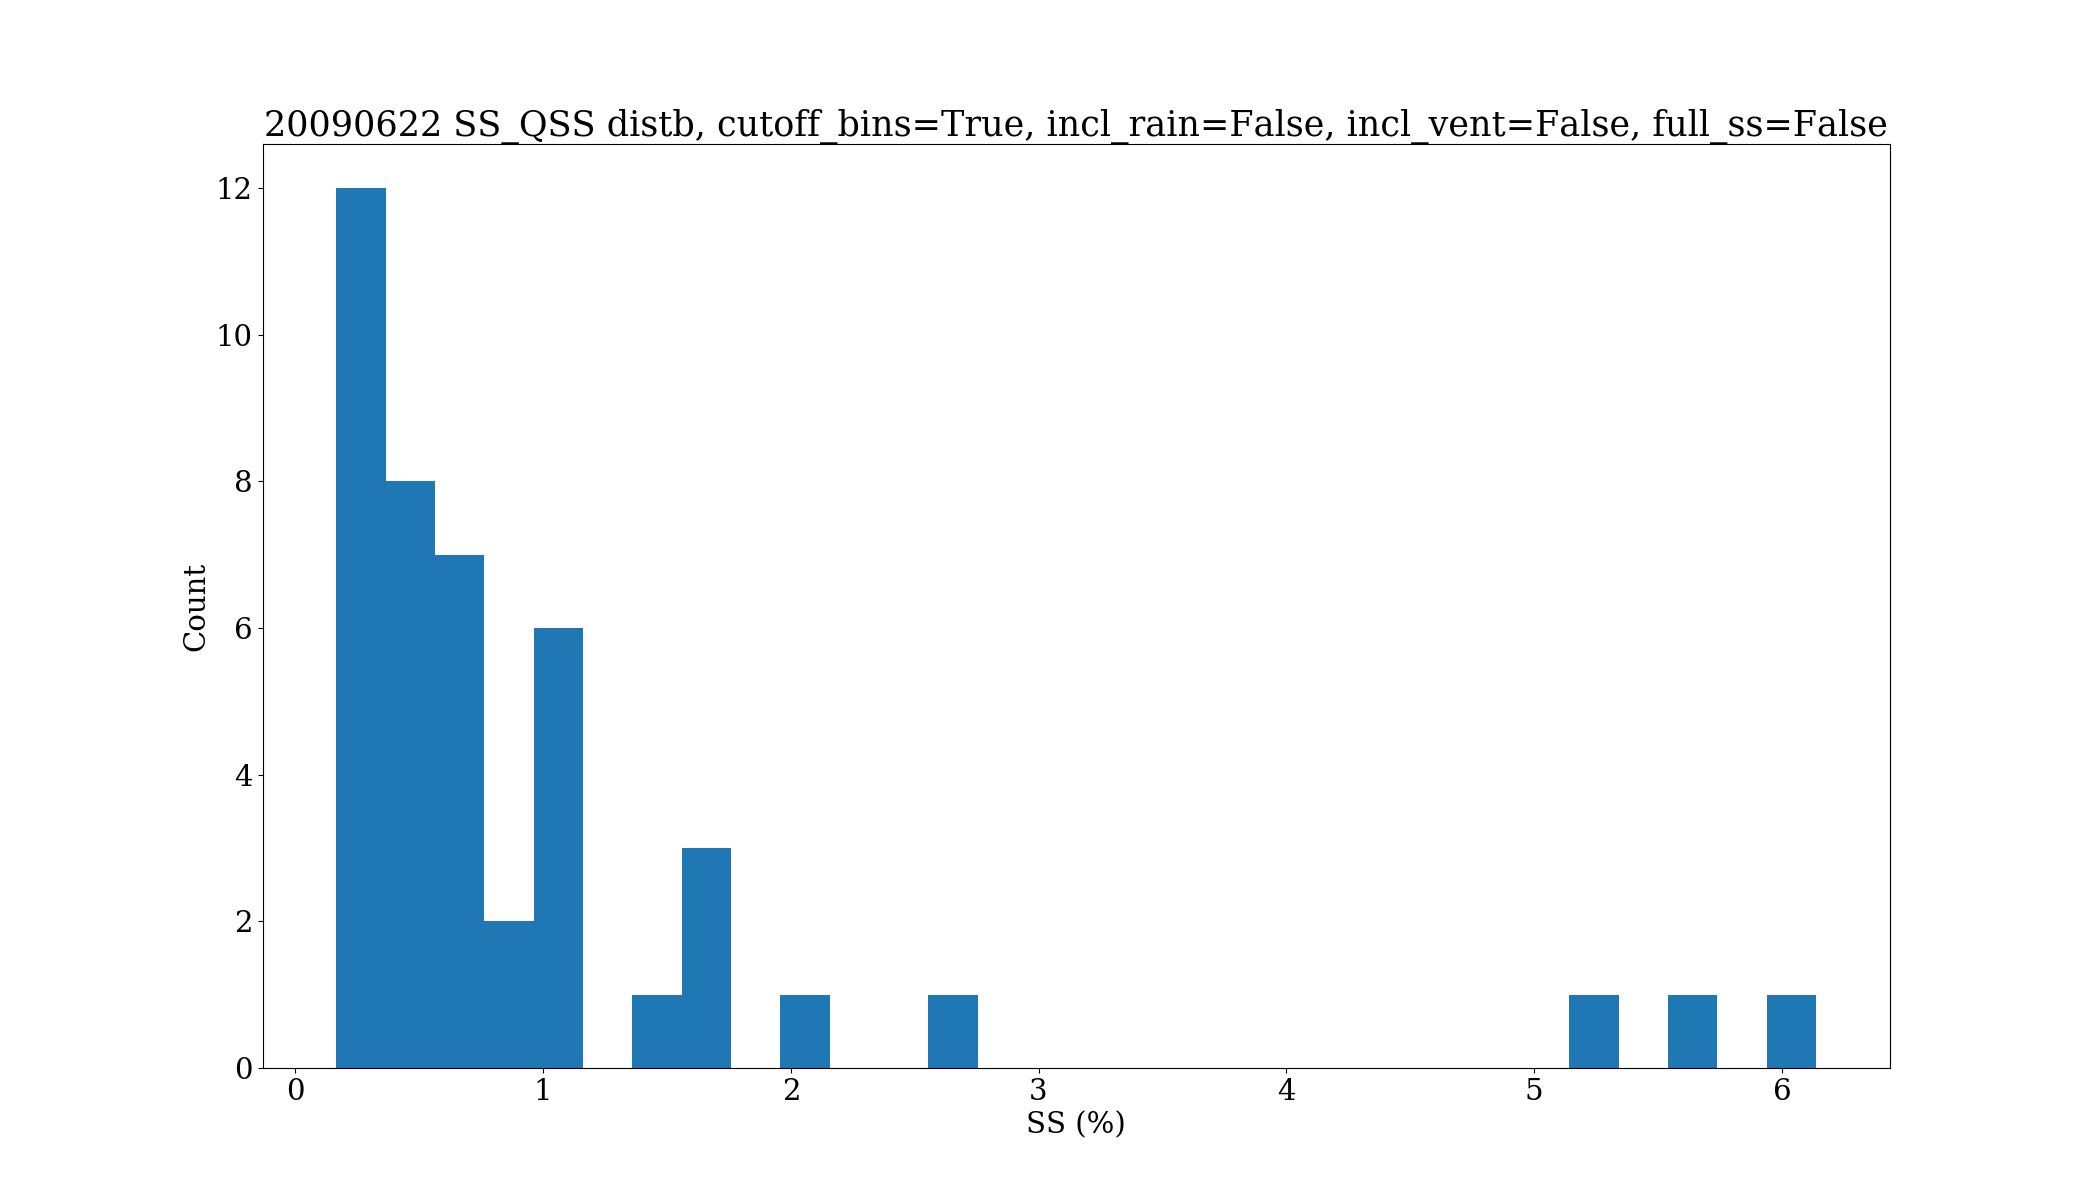 20090622 SS_QSS distb, cutoff_bins=True, incl_rain=False, incl_vent=False, full_ss=False
12
10
8
6
4
2
0
Count
0 1 2 3 4 5 6
SS (%)